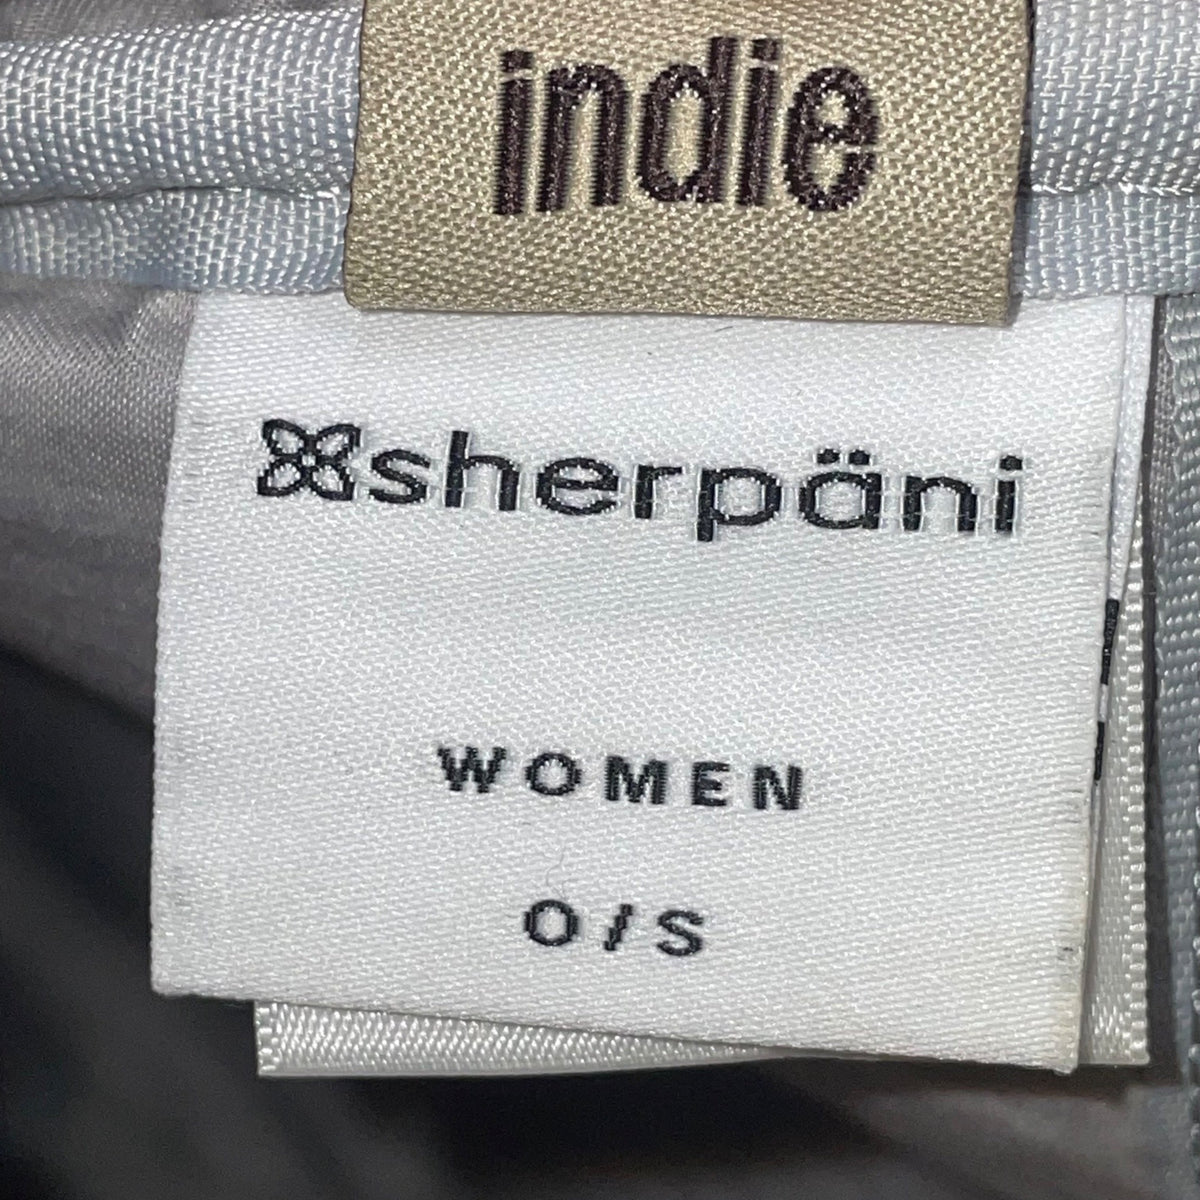 indie
sherpäni
WOMEN
O/S